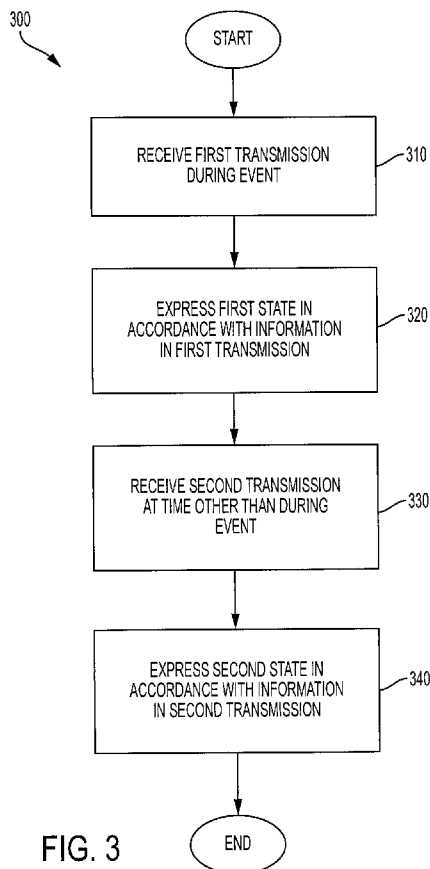 300
START
RECEIVE FIRST TRANSMISSION
DURING EVENT
310
EXPRESS FIRST STATE IN
ACCORDANCE WITH INFORMATION
IN FIRST TRANSMISSION
320
RECEIVE SECOND TRANSMISSION
AT TIME OTHER THAN DURING
EVENT
330
EXPRESS SECOND STATE IN
ACCORDANCE WITH INFORMATION
IN SECOND TRANSMISSION
340
END
FIG. 3